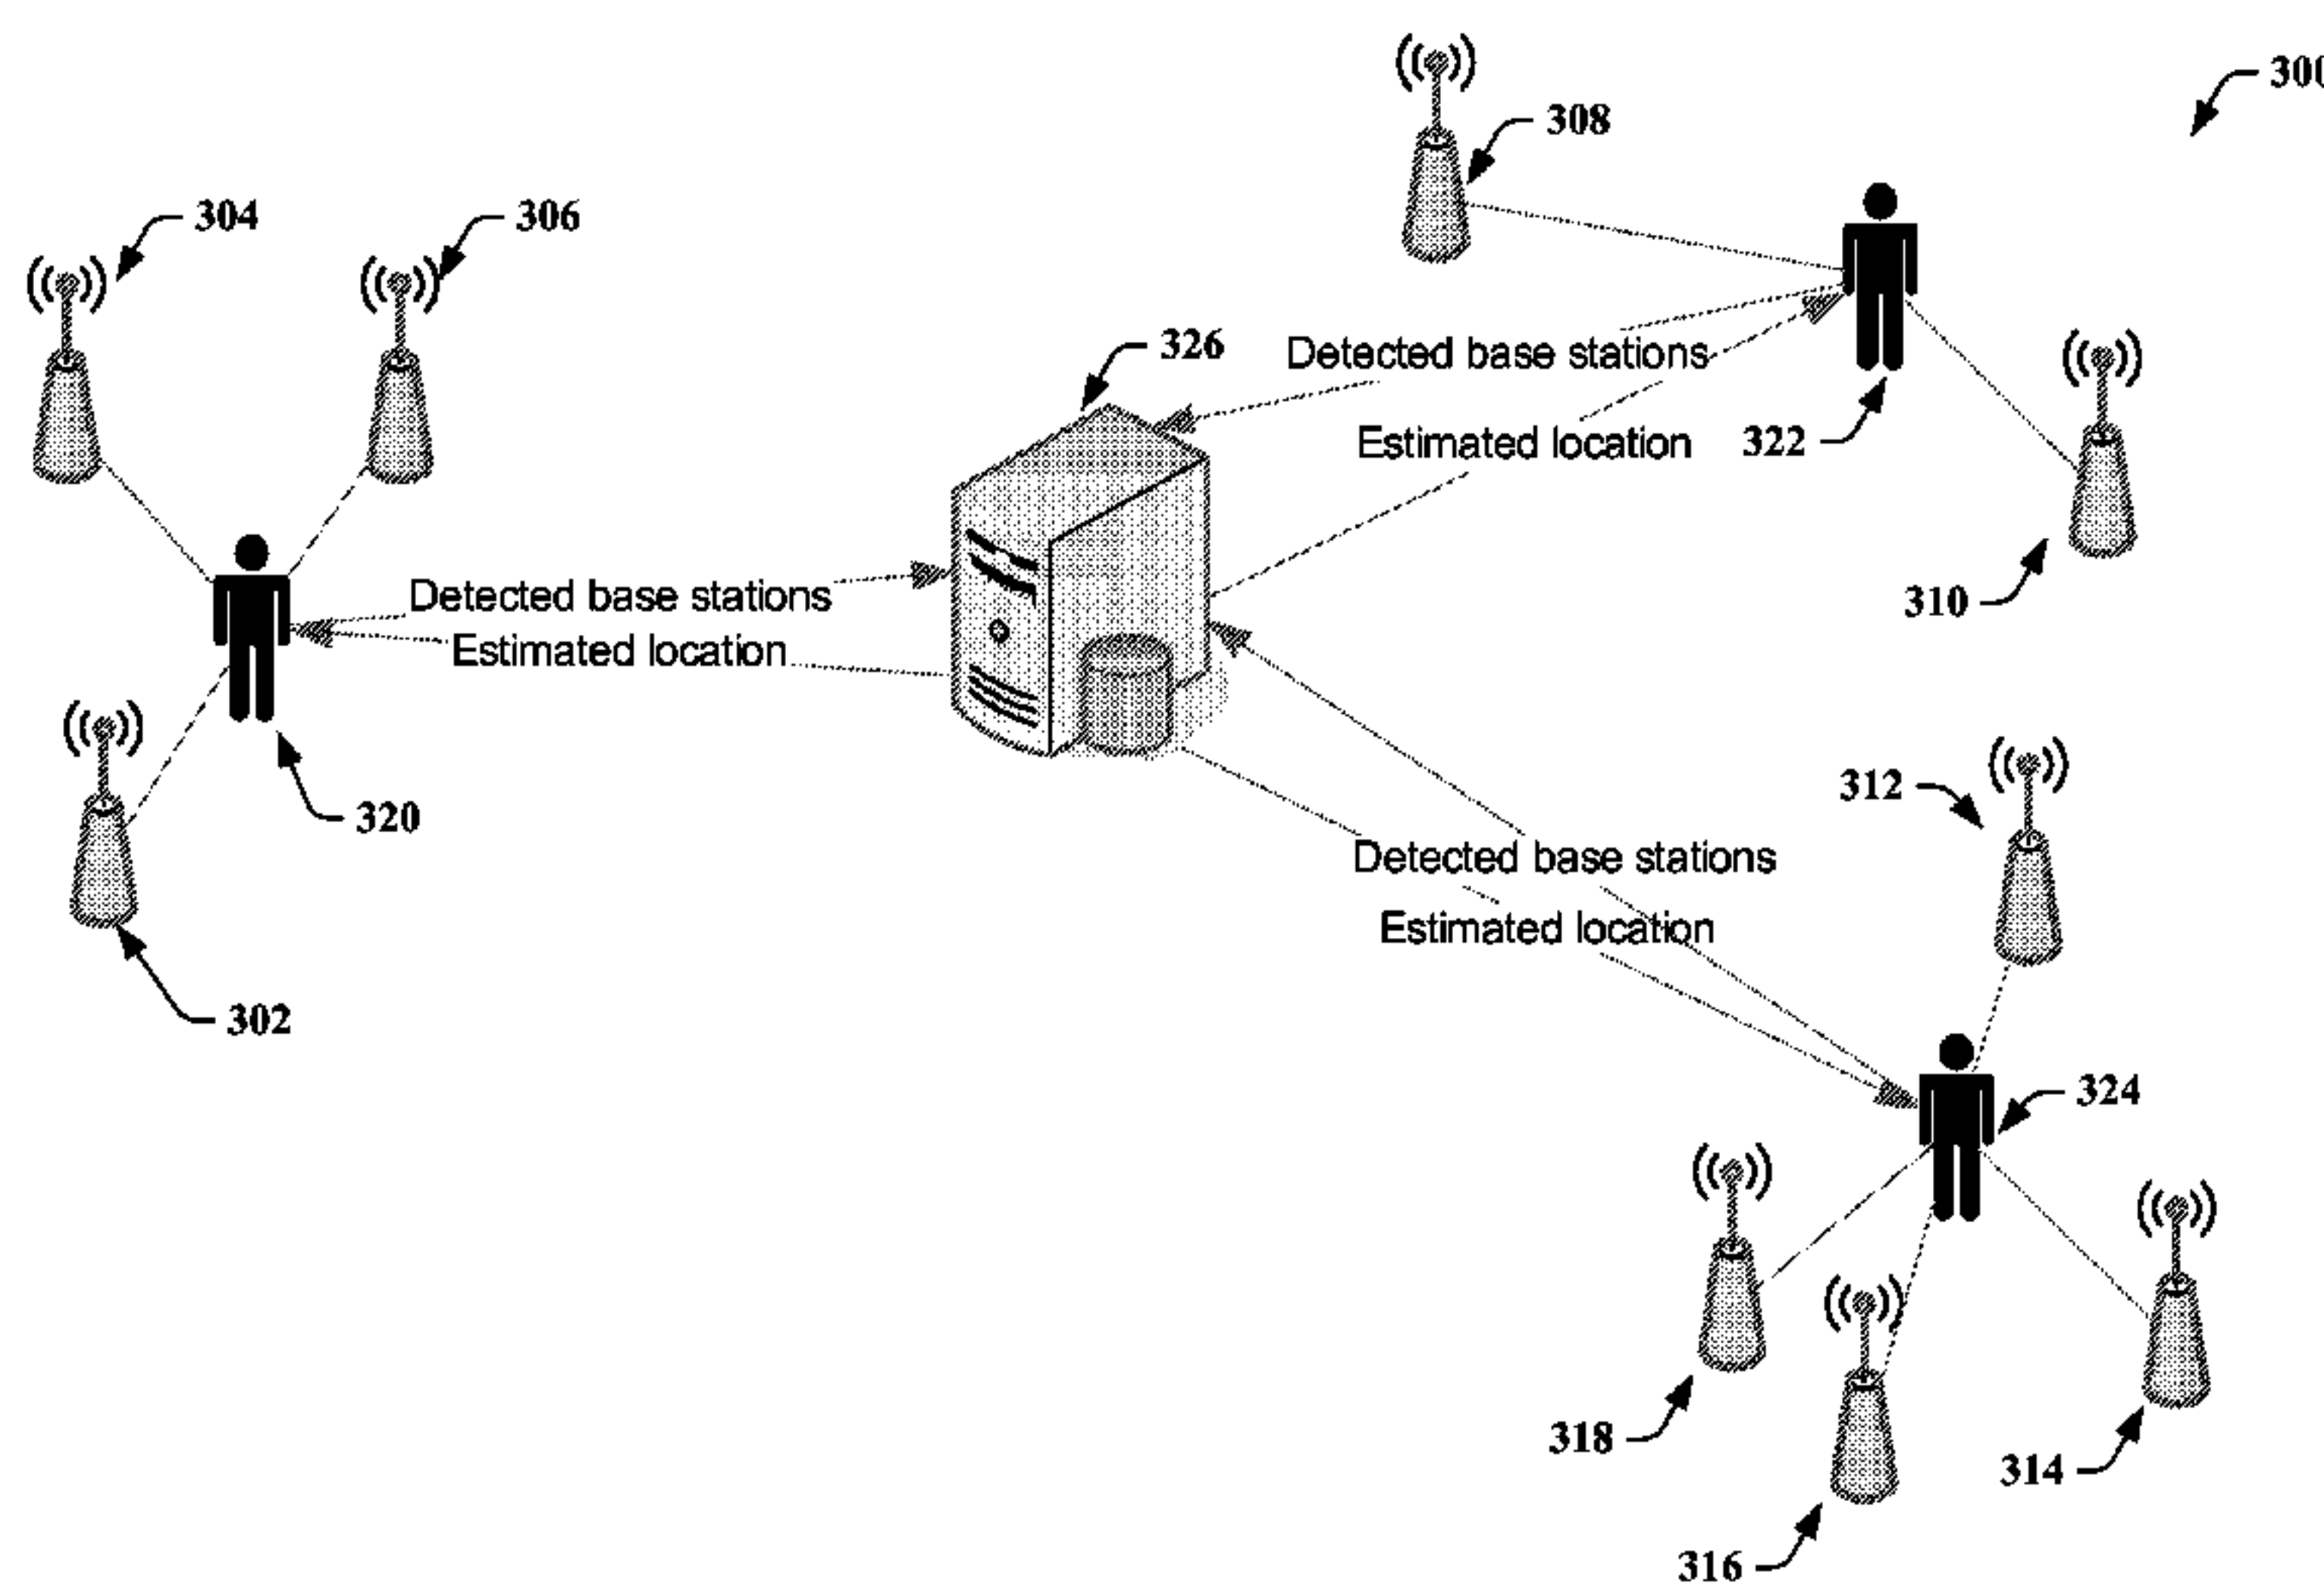 300
308
304
306
326
Detected base stations
322
Estimated location
310
Detected base stations
Estimated location
320
312
Detected base stations
Estimated location
302
324
318
314
316